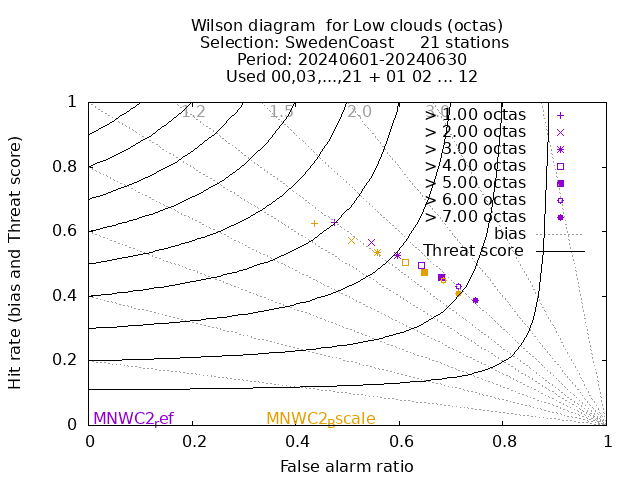 Wilson diagram  for Low clouds (octas)
Selection: SwedenCoast     21 stations
Period: 20240601-20240630
Used 00,03,...,21 + 01 02 ... 12
Hit rate (bias and Threat score)
1
0.8
0.6
0.4
0.2
0
1.2
1.5
2.0
3.0
> 1.00 octas
> 2.00 octas
> 3.00 octas
> 4.00 octas
> 5.00 octas
> 6.00 octas
> 7.00 octas
bias
Threat score
MNWC2ref
MNWC2Bscale
0
0.2
0.4
0.6
0.8
1
False alarm ratio